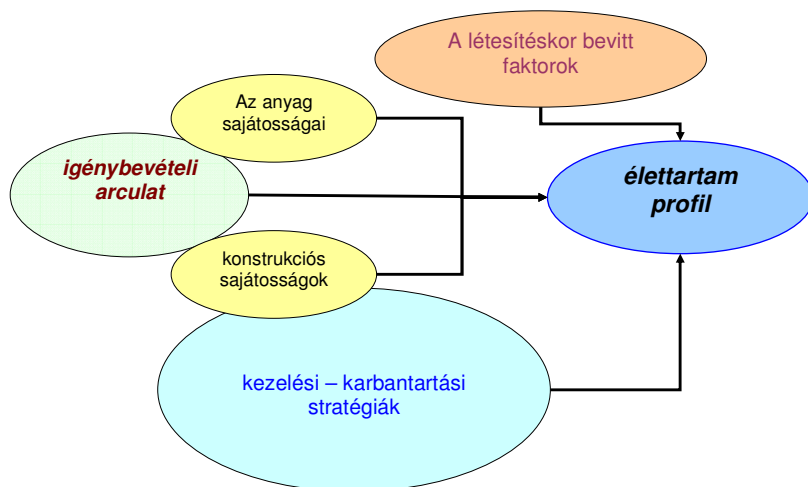 A létesítéskor bevitt
faktorok
Az anyag
sajátosságai
igénybevételi
arculat
élettartam
profil
konstrukciós
sajátosságok
kezelési – karbantartási
stratégiák